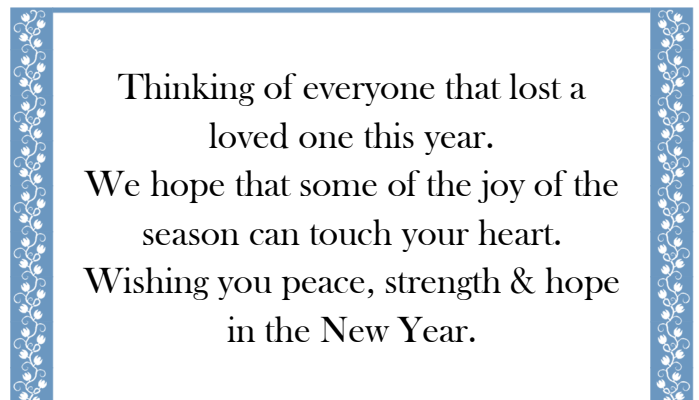 Thinking of everyone that lost a
loved one this year.
We hope that some of the joy of the
season can touch your heart.
Wishing you peace, strength & hope
in the New Year.